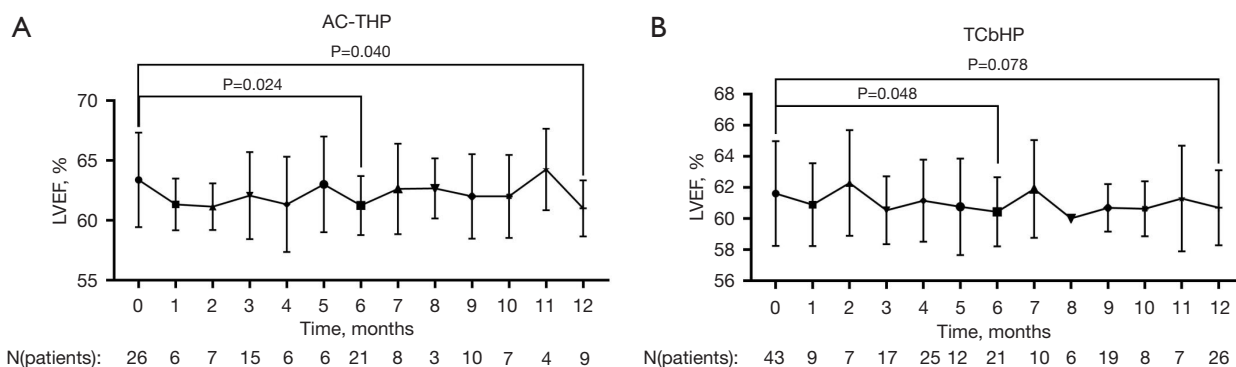 A
AC-THP
P=0.040
P=0.024
70
65
60
55
LVEF, %
0 1 2 3 4 5 6 7 8 9 10 11 12
Time, months
N(patients): 26 6 7 15 6 6 21 8 3 10 7 4 9
B
TCbHP
P=0.078
P=0.048
68
66
64
62
60
58
56
LVEF, %
0 1 2 3 4 5 6 7 8 9 10 11 12
Time, months
N(patients): 43 9 7 17 25 12 21 10 6 19 8 7 26